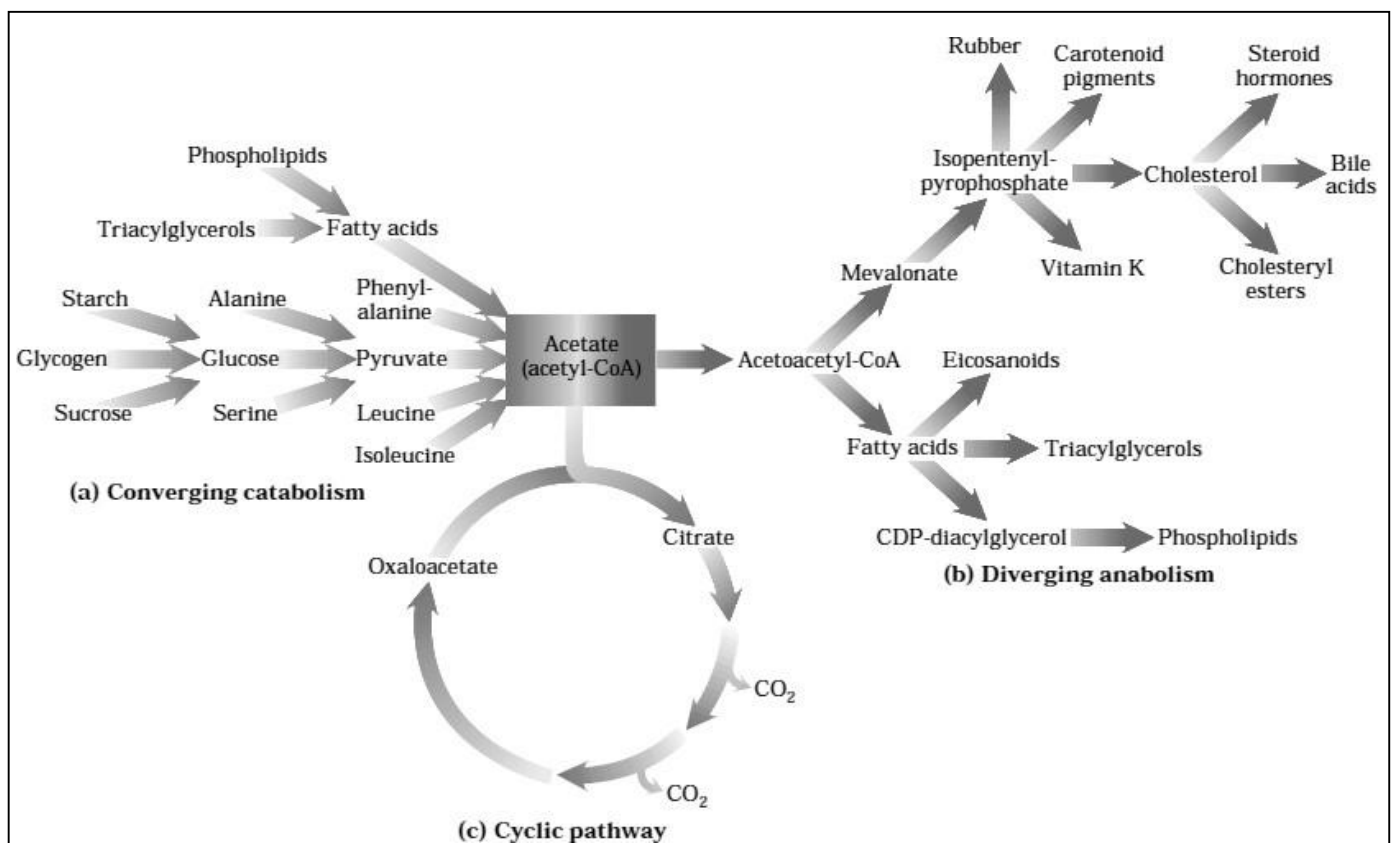 Rubber
Carotenoid
pigments
Steroid
hormones
Phospholipids
Isopentenyl-
pyrophosphate
Cholesterol
Bile
acids
Triacylglycerols
Fatty acids
Mevalonate
Vitamin K
Cholesteryl
esters
Starch
Alanine
Phenyl-
alanine
Glycogen
Glucose
Pyruvate
Acetate
(acetyl-CoA)
Acetoacetyl-CoA
Eicosanoids
Sucrose
Serine
Leucine
Isoleucine
Fatty acids
Triacylglycerols
(a) Converging catabolism
CDP-diacylglycerol
Phospholipids
(b) Diverging anabolism
Citrate
Oxaloacetate
CO₂
CO₂
(c) Cyclic pathway